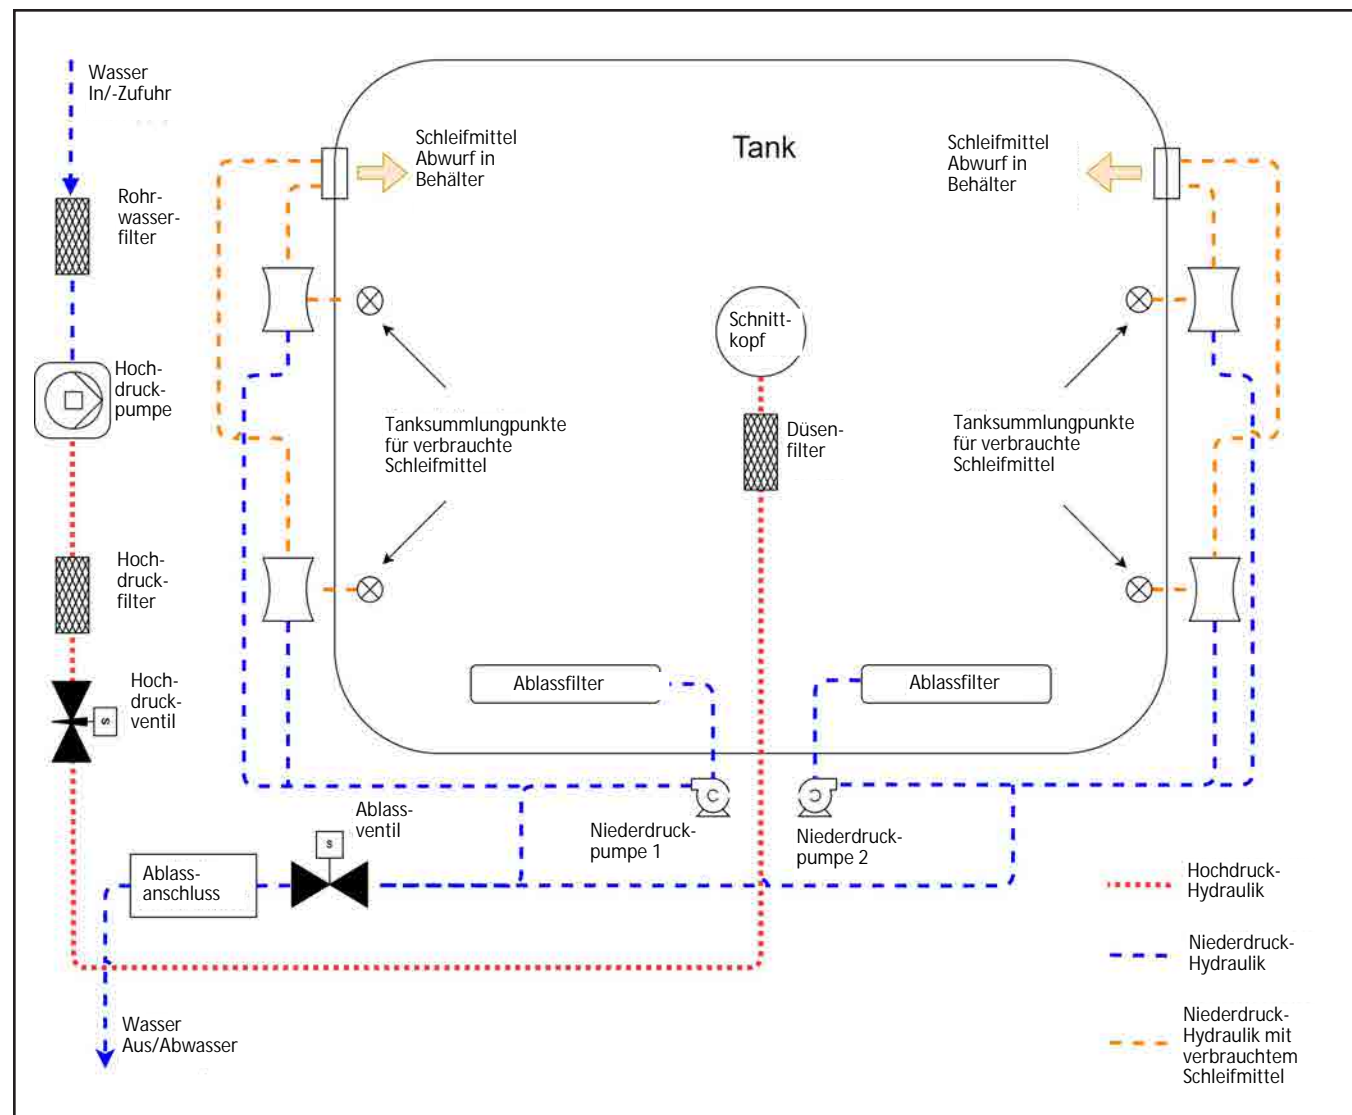 Wasser
In/-Zufuhr
Rohr-
wasser-
filter
Hoch-
druck-
pumpe
Hoch-
druck-
filter
Hoch-
druck-
ventil
S
Schleifmittel
Abwurf in
Behälter
Tank
Schleifmittel
Abwurf in
Behälter
Schnitt-
kopf
Tanksummlungpunkte
für verbrauchte
Schleifmittel
Düsen-
filter
Tanksummlungpunkte
für verbrauchte
Schleifmittel
Ablassfilter
Ablassfilter
C
C
Niederdruck-
pumpe 1
Niederdruck-
pumpe 2
Ablass-
ventil
S
Ablass-
anschluss
Wasser
Aus/Abwasser
Hochdruck-
Hydraulik
Niederdruck-
Hydraulik
Niederdruck-
Hydraulik mit
verbrauchtem
Schleifmittel